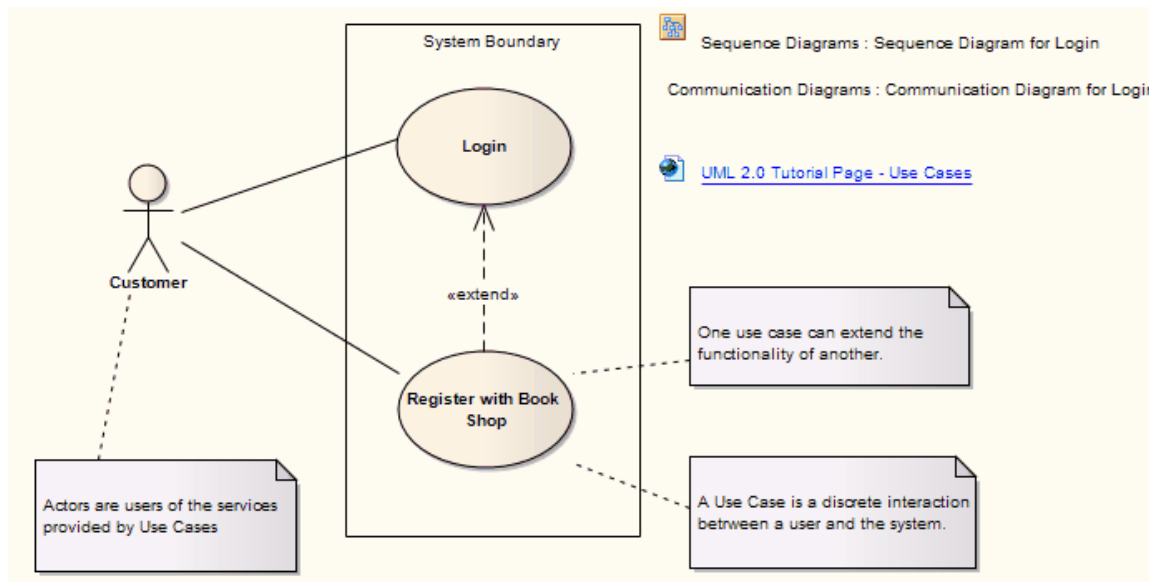 System Boundary
Sequence Diagrams : Sequence Diagram for Login
Communication Diagrams : Communication Diagram for Login
Login
UML 2.0 Tutorial Page - Use Cases
Customer
«extend»
One use case can extend the
functionality of another.
Register with Book
Shop
Actors are users of the services
provided by Use Cases
A Use Case is a discrete interaction
betrween a user and the system.